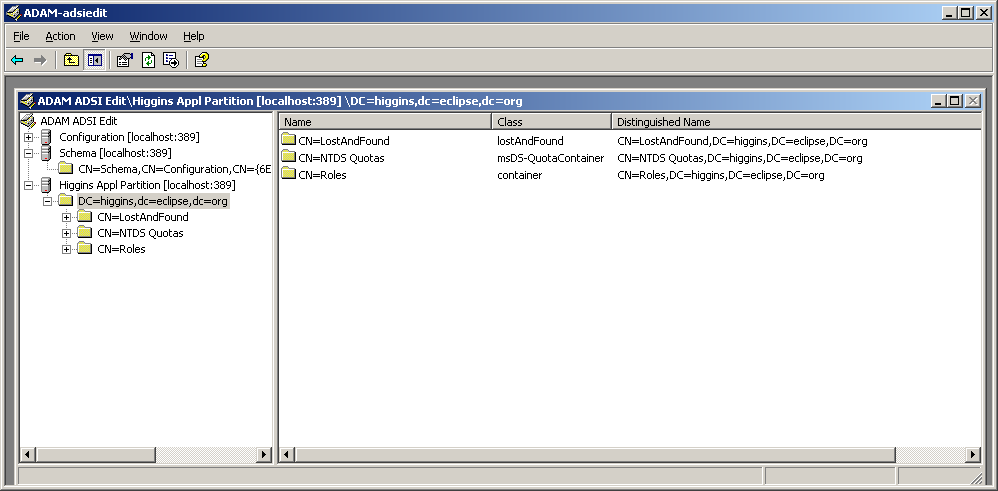 ADAM-adsiedit
File Action View Window Help
ADAM ADSI Edit\Higgins Appl Partition [localhost:389] \DC=higgins,dc=eclipse,dc=org
ADAM ADSI Edit
Configuration [localhost:389]
Schema [localhost:389]
CN=Schema,CN=Configuration,CN={6E
Higgins Appl Partition [localhost:389]
DC=higgins,dc=eclipse,dc=org
CN=LostAndFound
CN=NTDS Quotas
CN=Roles
Name Class Distinguished Name
CN=LostAndFound lostAndFound CN=LostAndFound,DC=higgins,DC=eclipse,DC=org
CN=NTDS Quotas msDS-QuotaContainer CN=NTDS Quotas,DC=higgins,DC=eclipse,DC=org
CN=Roles container CN=Roles,DC=higgins,DC=eclipse,DC=org